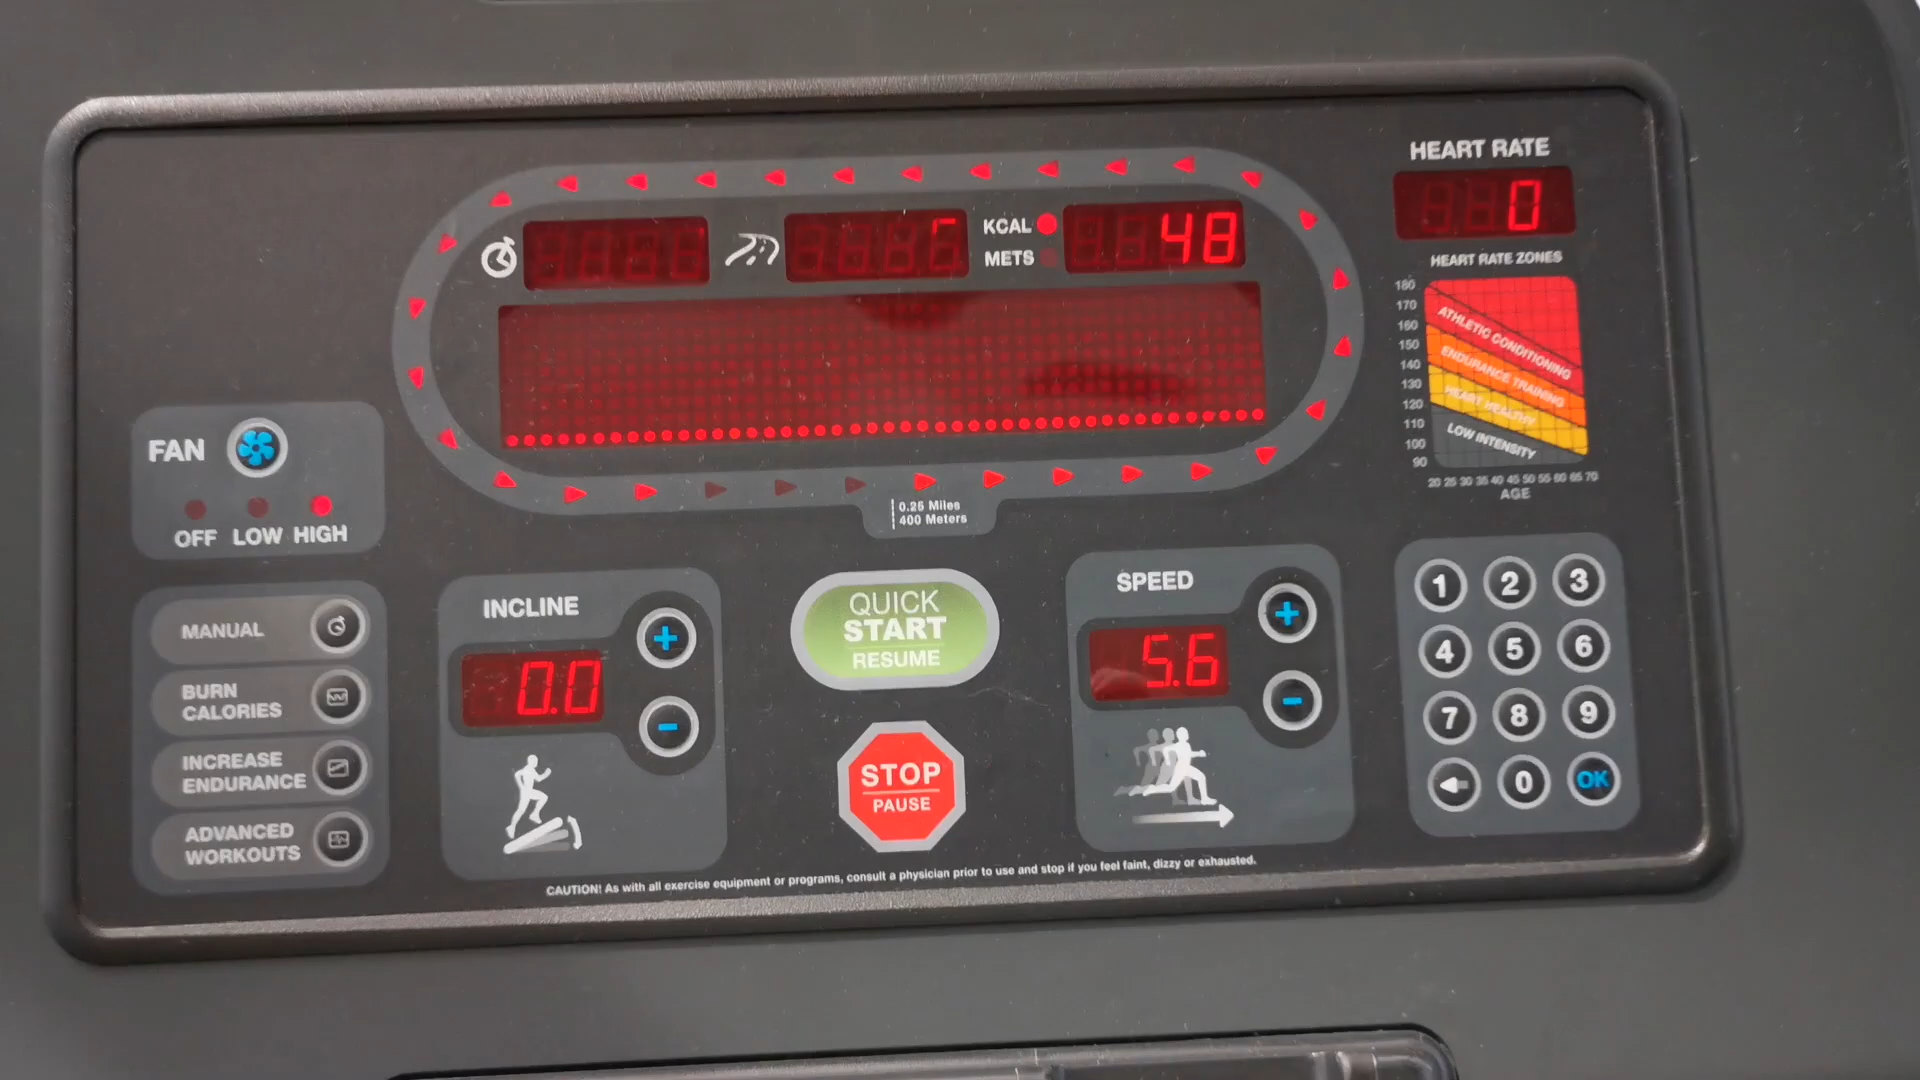 HEART RATE
0
KCAL
METS
48
HEART RATE ZONES
180
170
160
150
140
130
120
110
100
90
ATHLETIC CONDITIONING
ENDURANCE TRAINING
HEART HEALTHY
LOW INTENSITY
20 25 30 35 40 45 50 55 60 65 70
AGE
FAN
OFF LOW HIGH
0.25 Miles
400 Meters
MANUAL
BURN
CALORIES
INCREASE
ENDURANCE
ADVANCED
WORKOUTS
INCLINE
0.0
QUICK
START
RESUME
STOP
PAUSE
SPEED
5.6
1 2 3
4 5 6
7 8 9
0 OK
CAUTION! As with all exercise equipment or programs, consult a physician prior to use and stop if you feel faint, dizzy or exhausted.